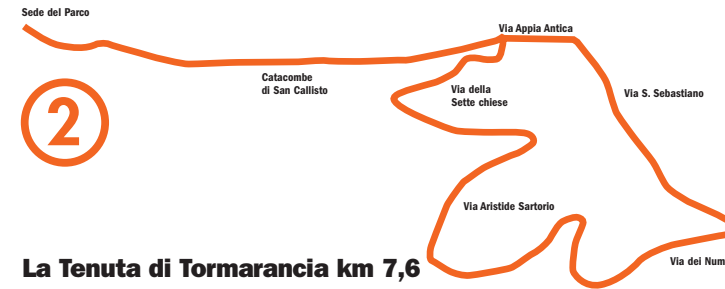 Sede del Parco
Via Appia Antica
Catacombe
di San Callisto
Via della
Sette chiese
Via S. Sebastiano
2
Via Aristide Sartorio
Via dei Num
La Tenuta di Tormarancia km 7,6